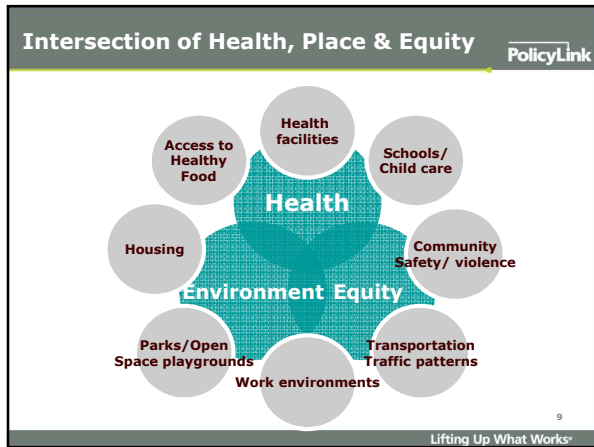 Intersection of Health, Place & Equity
PolicyLink
Health
facilities
Access to
Healthy
Food
Schools/
Child care
Health
Housing
Community
Safety/ violence
Environment Equity
Parks/Open
Space playgrounds
Transportation
Traffic patterns
Work environments
9
Lifting Up What Works®